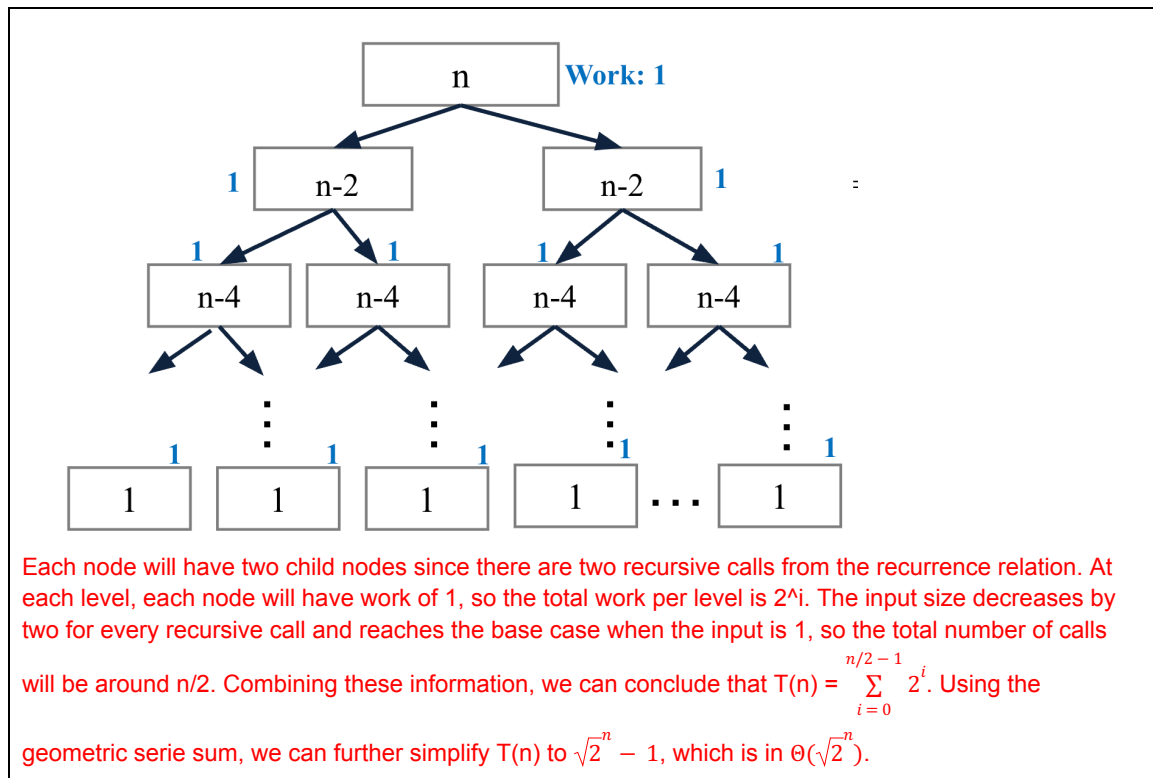 n Work: 1
1 n-2 n-2 1 =
1 1 1 1
n-4 n-4 n-4 n-4
⋮ ⋮ ⋮ ⋮
1 1 1 1 1
1 1 1 1 ... 1
Each node will have two child nodes since there are two recursive calls from the recurrence relation. At
each level, each node will have work of 1, so the total work per level is 2^i. The input size decreases by
two for every recursive call and reaches the base case when the input is 1, so the total number of calls
will be around n/2. Combining these information, we can conclude that T(n) = \sum_{i=0}^{n/2-1} 2^i. Using the
geometric serie sum, we can further simplify T(n) to \sqrt{2}^n − 1, which is in Θ(\sqrt{2}^n).